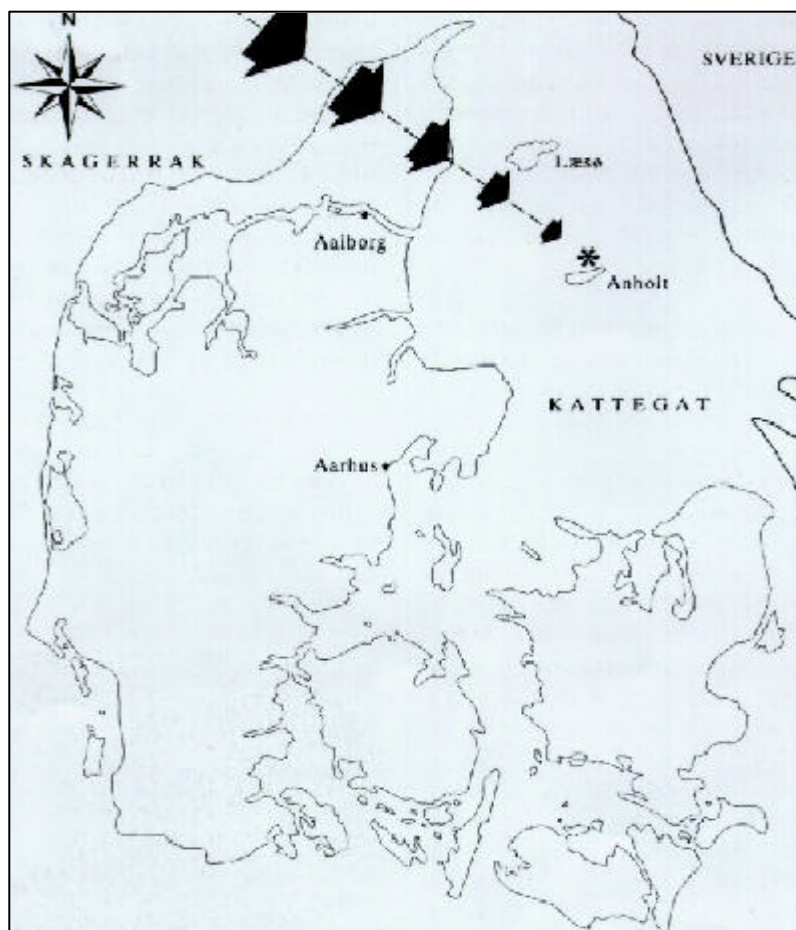 N
SVERIGE
SKAGERRAK
Læsø
Aalborg
Anholt
KATTEGAT
Aarhus